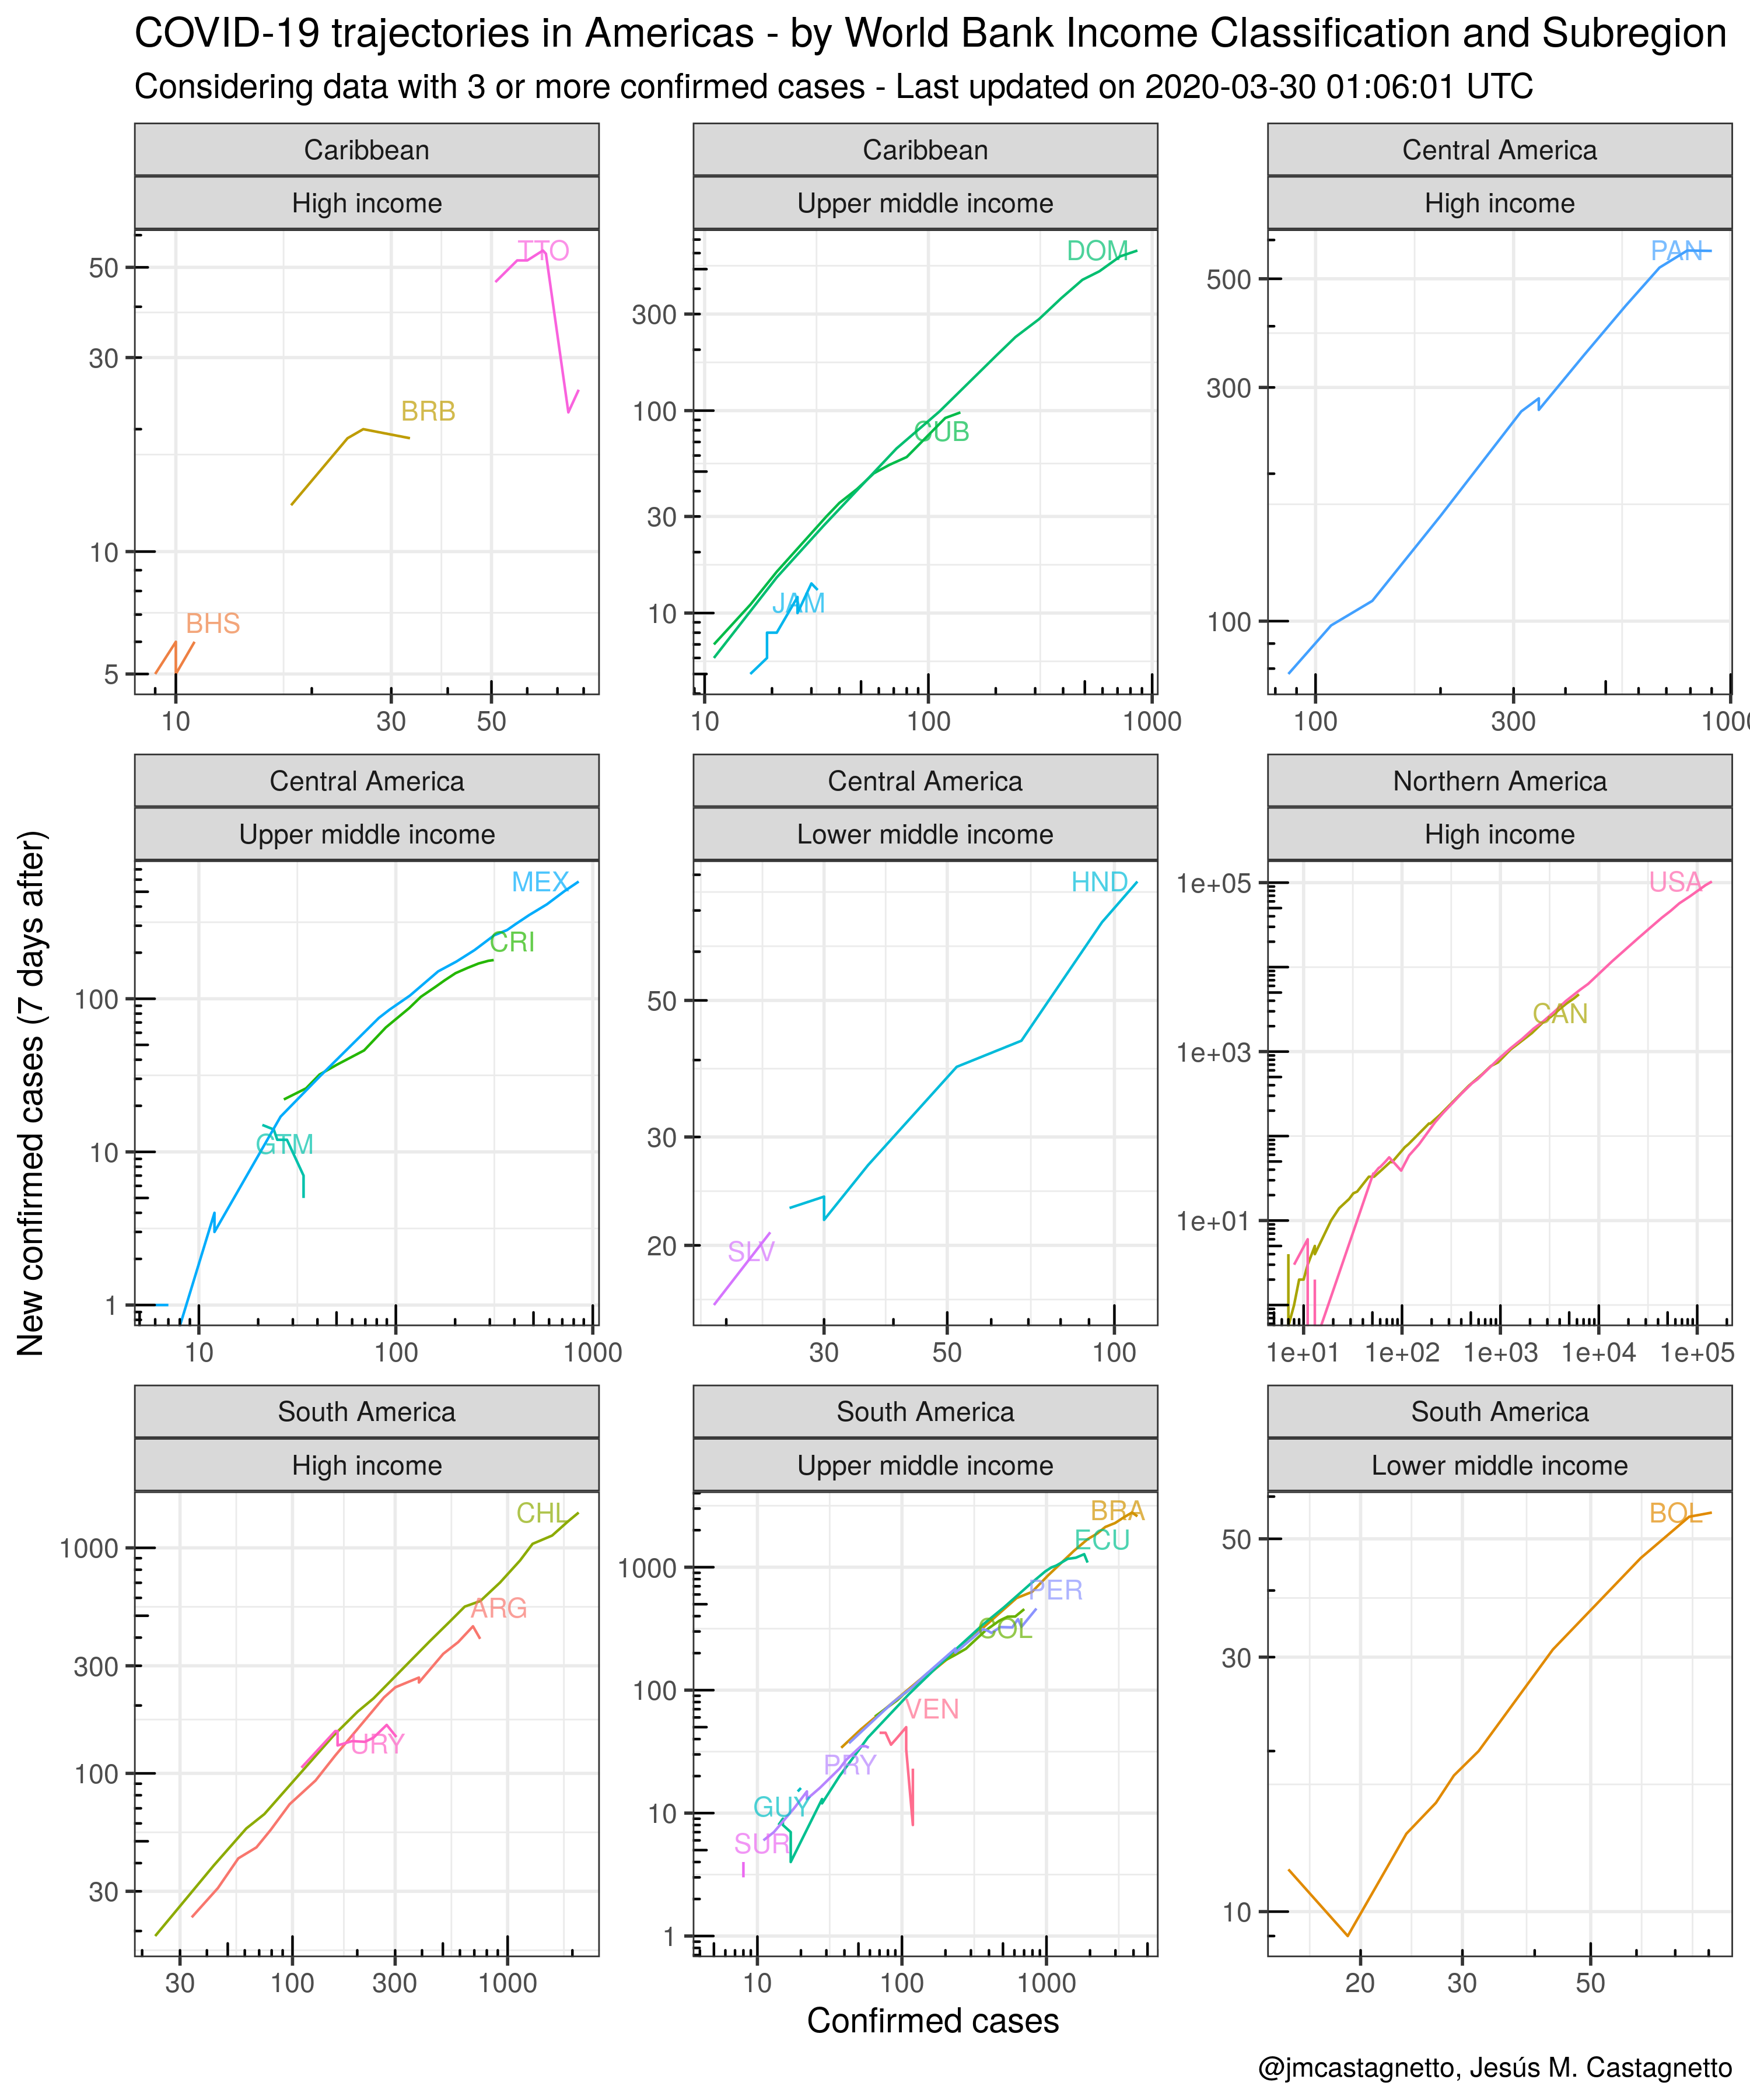 COVID-19 trajectories in Americas - by World Bank Income Classification and Subregion
Considering data with 3 or more confirmed cases - Last updated on 2020-03-30 01:06:01 UTC
Caribbean
High income
TTO
BRB
BHS
50
30
10
5
10 30 50
Caribbean
Upper middle income
DOM
CUB
JAM
300
100
30
10
10 100 1000
Central America
High income
PAN
500
300
100
100 300 100
New confirmed cases (7 days after)
Central America
Upper middle income
MEX
CRI
GTM
100
10
1
10 100 1000
Central America
Lower middle income
HND
SLV
50
30
20
30 50 100
Northern America
High income
USA
CAN
1e+05
1e+03
1e+01
1e+01 1e+02 1e+03 1e+04 1e+05
South America
High income
CHL
ARG
URY
1000
300
100
30
30 100 300 1000
South America
Upper middle income
BRA
ECU
PER
COL
VEN
PRY
GUY
SUR
1000
100
10
1
10 100 1000
South America
Lower middle income
BOL
50
30
10
20 30 50
Confirmed cases
@jmcastagnetto, Jesús M. Castagnetto